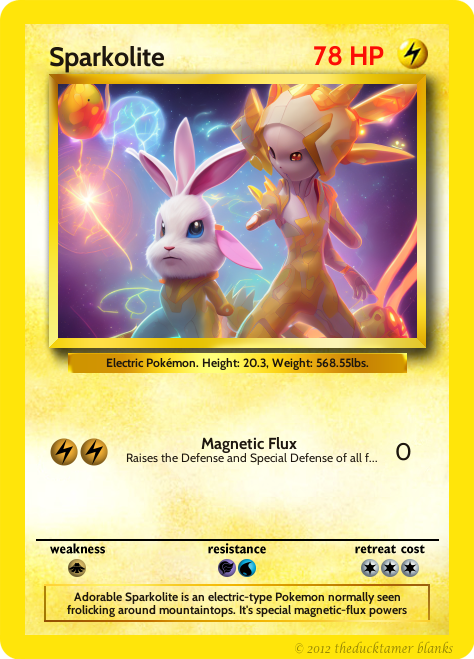 Sparkolite 78 HP
Electric Pokémon. Height: 20.3, Weight: 568.55lbs.
Magnetic Flux
Raises the Defense and Special Defense of all f... 0
weakness resistance retreat cost
Adorable Sparkolite is an electric-type Pokemon normally seen
frolicking around mountaintops. It's special magnetic-flux powers
© 2012 theducktamer blanks